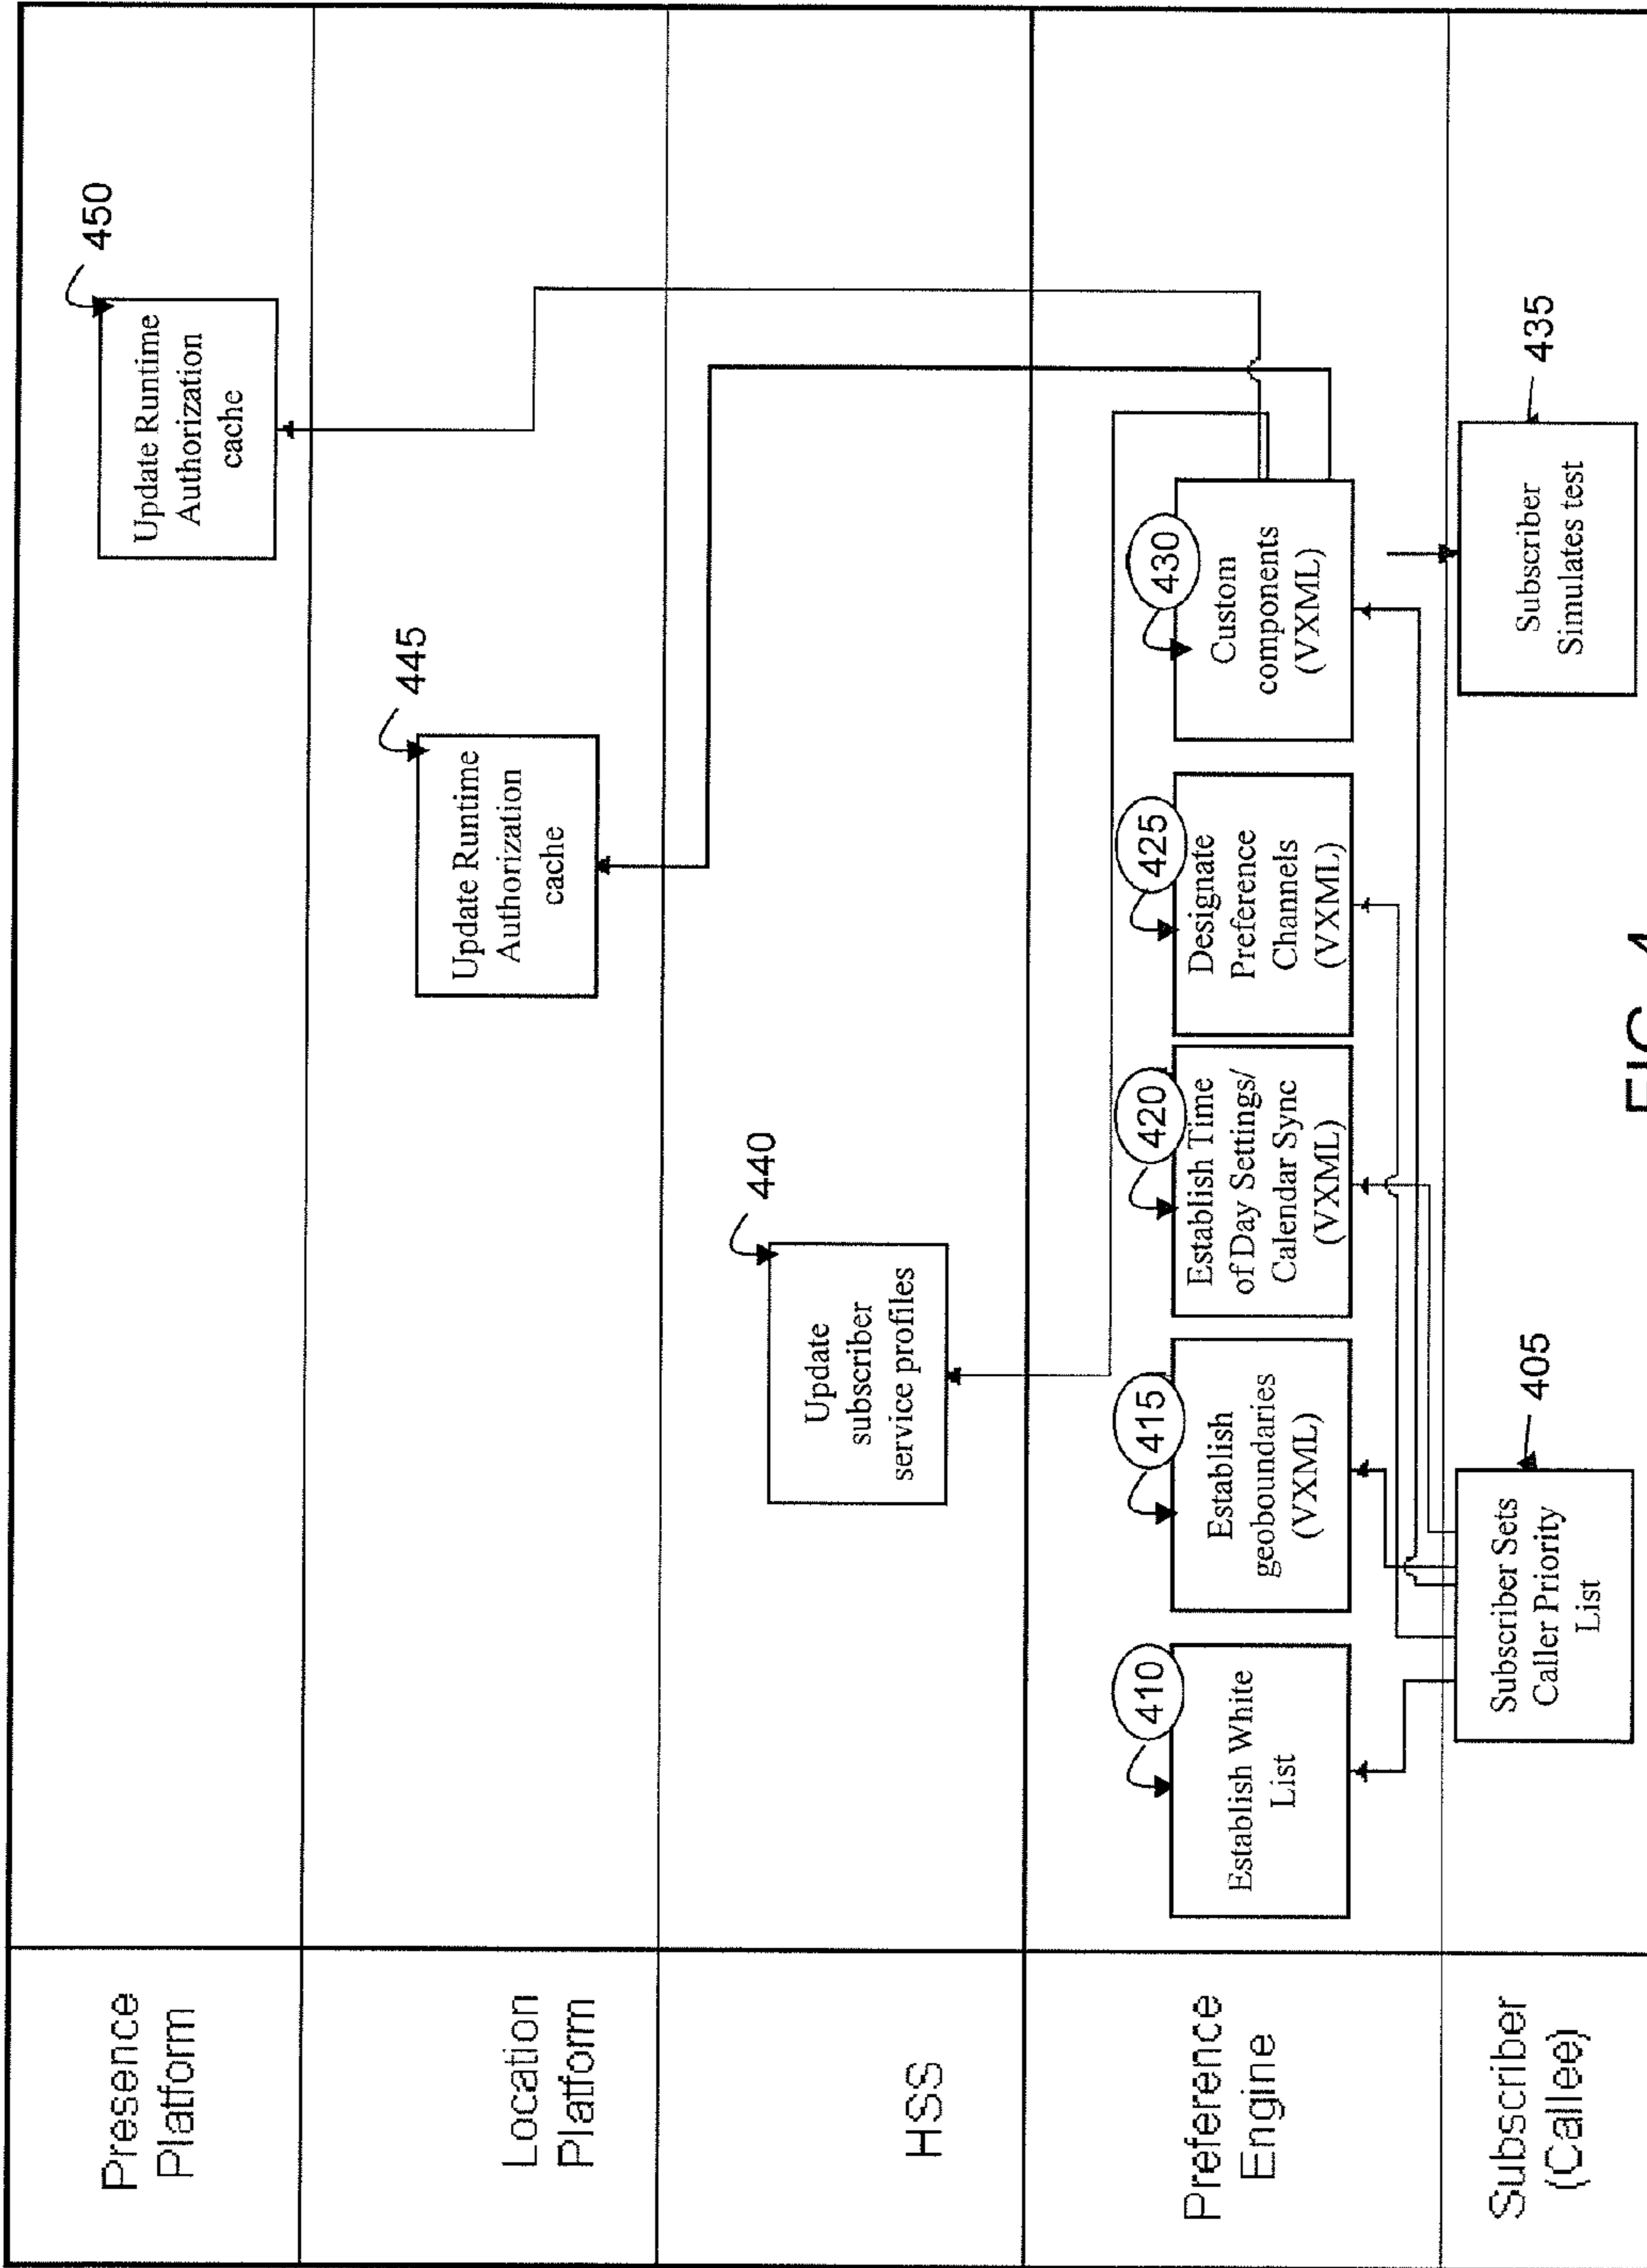 Presence
Platform
450
Update Runtime
Authorization
cache
Location
Platform
445
Update Runtime
Authorization
cache
HSS
440
Update
subscriber
service profiles
Preference
Engine
410
Establish White
List
415
Establish
geoboundaries
(VXML)
420
Establish Time
of Day Settings/
Calendar Sync
(VXML)
425
Designate
Preference
Channels
(VXML)
430
Custom
components
(VXML)
Subscriber
(Callee)
405
Subscriber Sets
Caller Priority
List
435
Subscriber
Simulates test
FIG. 4